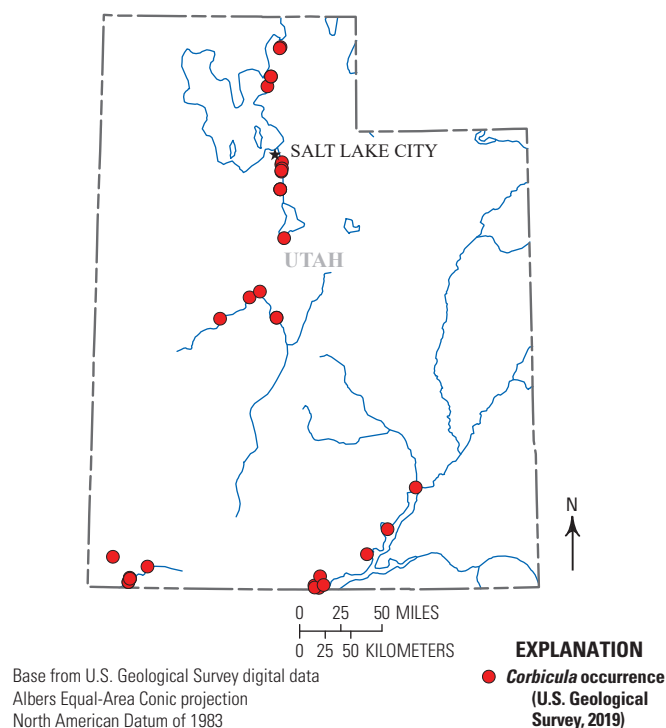 SALT LAKE CITY
UTAH
N
0 25 50 MILES
0 25 50 KILOMETERS
EXPLANATION
Corbicula occurrence
(U.S. Geological
Survey, 2019)
Base from U.S. Geological Survey digital data
Albers Equal-Area Conic projection
North American Datum of 1983